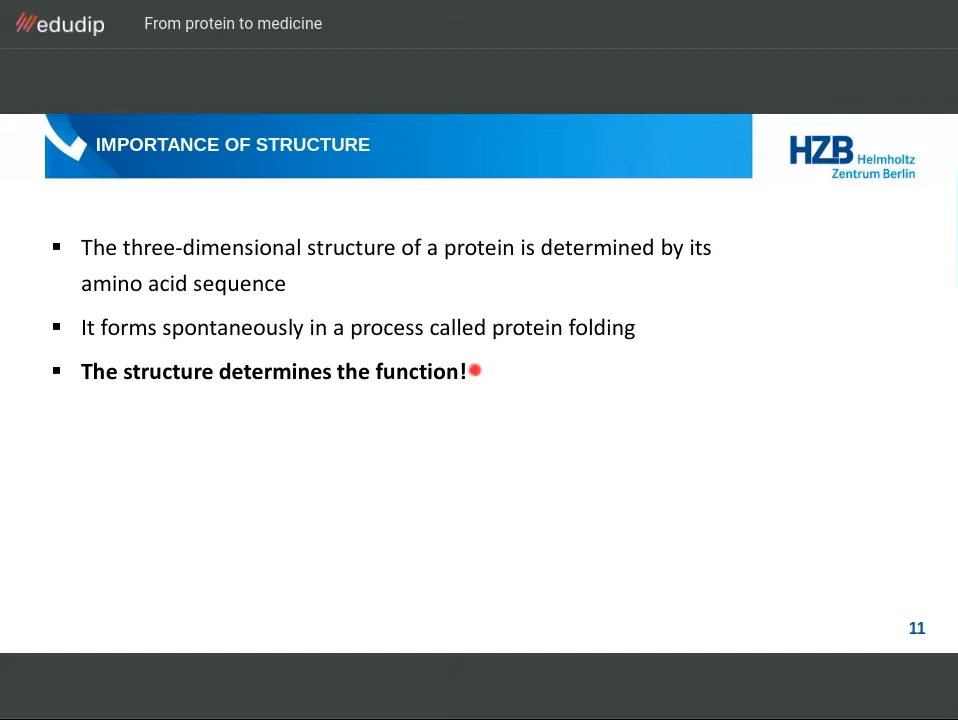 edudip
From protein to medicine
IMPORTANCE OF STRUCTURE
HZB Helmholtz
Zentrum Berlin
▪ The three-dimensional structure of a protein is determined by its
amino acid sequence
▪ It forms spontaneously in a process called protein folding
▪ The structure determines the function!
11